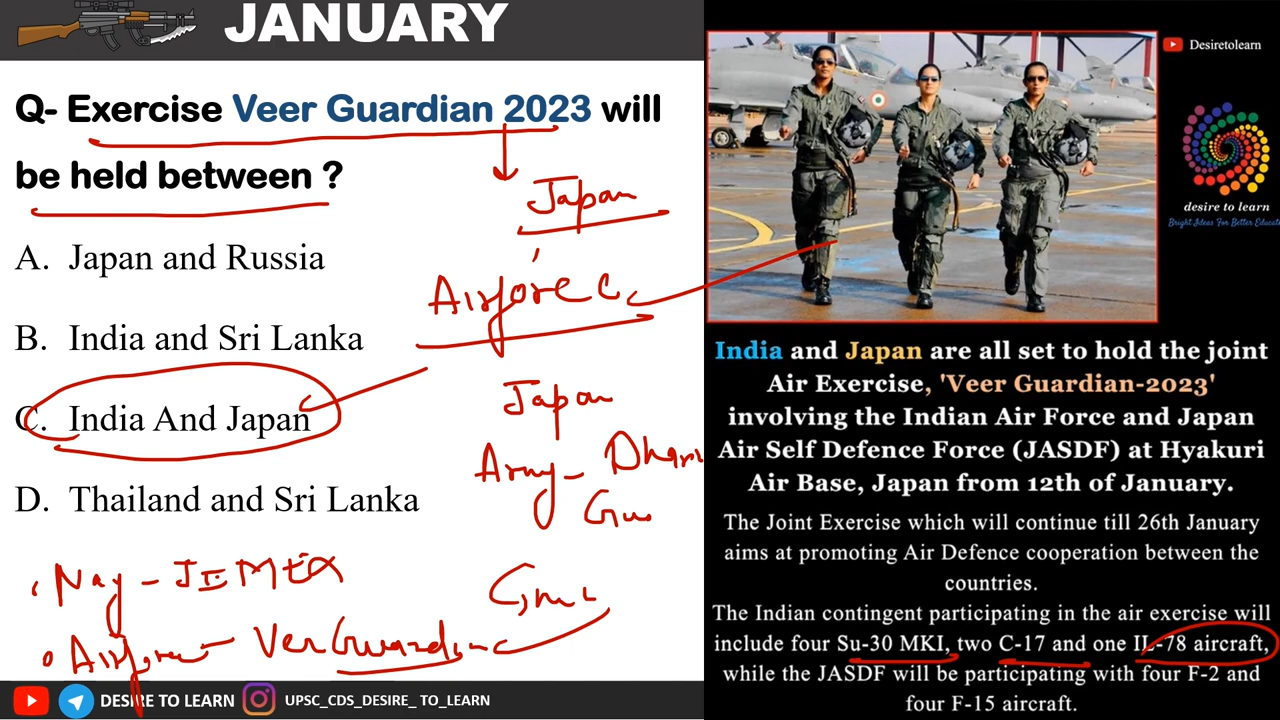 JANUARY
Q- Exercise Veer Guardian 2023 will
be held between ?
Japan
A. Japan and Russia
Airforce
B. India and Sri Lanka
Japan
C. India And Japan
Army -
D. Thailand and Sri Lanka
- JIMEX
Airforce - Ver Guardian
DESIRE TO LEARN
UPSC_CDS_DESIRE_ TO_LEARN
Desiretolearn
desire to learn
Bright Ideas For Better Educat
India and Japan are all set to hold the joint
Air Exercise, 'Veer Guardian-2023'
involving the Indian Air Force and Japan
Air Self Defence Force (JASDF) at Hyakuri
Air Base, Japan from 12th of January.
The Joint Exercise which will continue till 26th January
aims at promoting Air Defence cooperation between the
countries.
The Indian contingent participating in the air exercise will
include four Su-30 MKI, two C-17 and one IL-78 aircraft,
while the JASDF will be participating with four F-2 and
four F-15 aircraft.